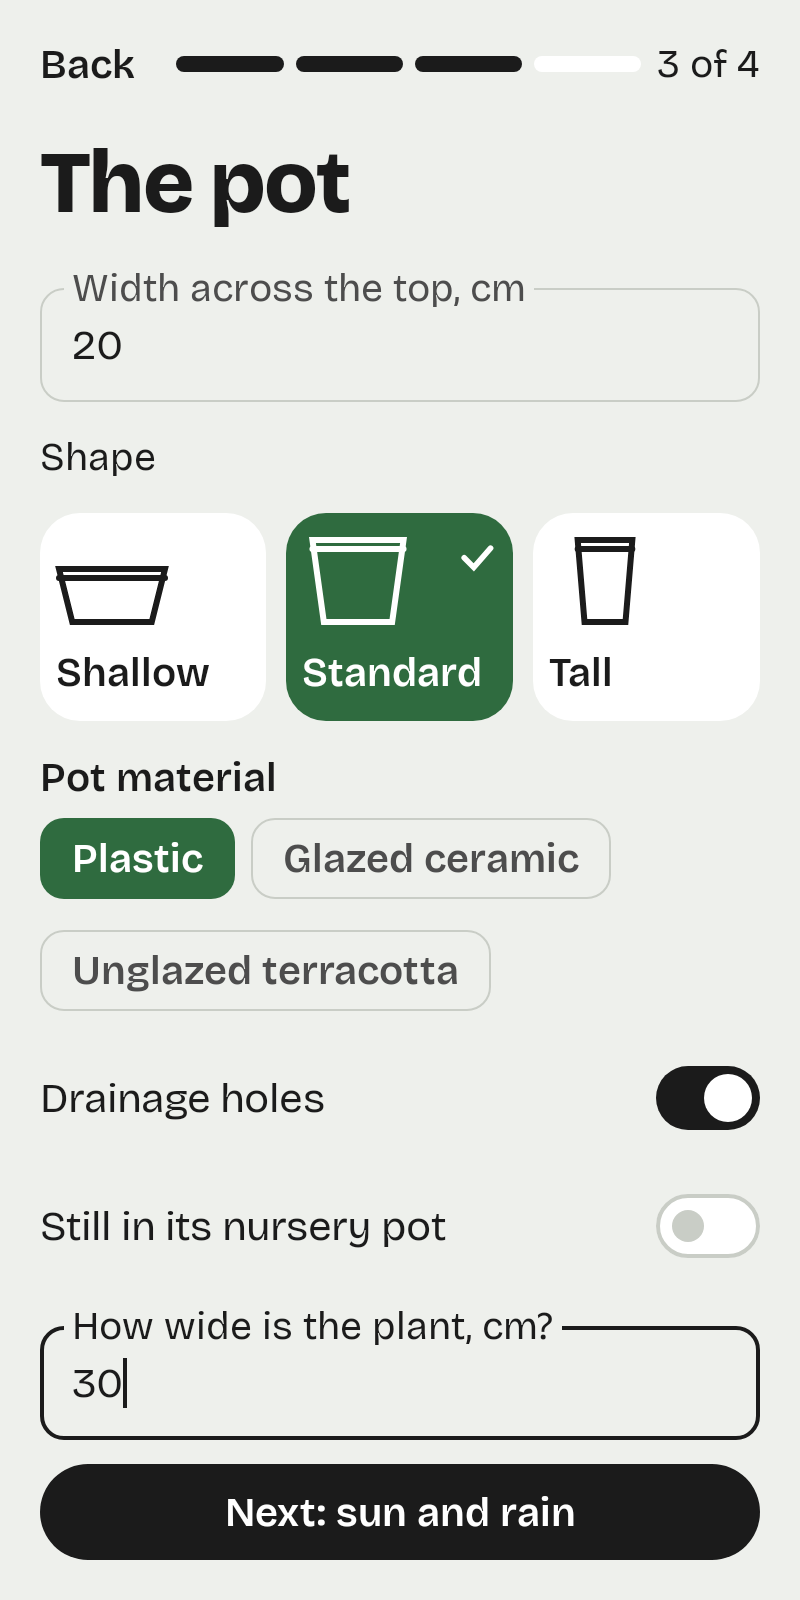 Back
3 of 4
The pot
Width across the top, cm
20
Shape
Shallow
Standard
Tall
Pot material
Plastic
Glazed ceramic
Unglazed terracotta
Drainage holes
Still in its nursery pot
How wide is the plant, cm?
30
Next: sun and rain